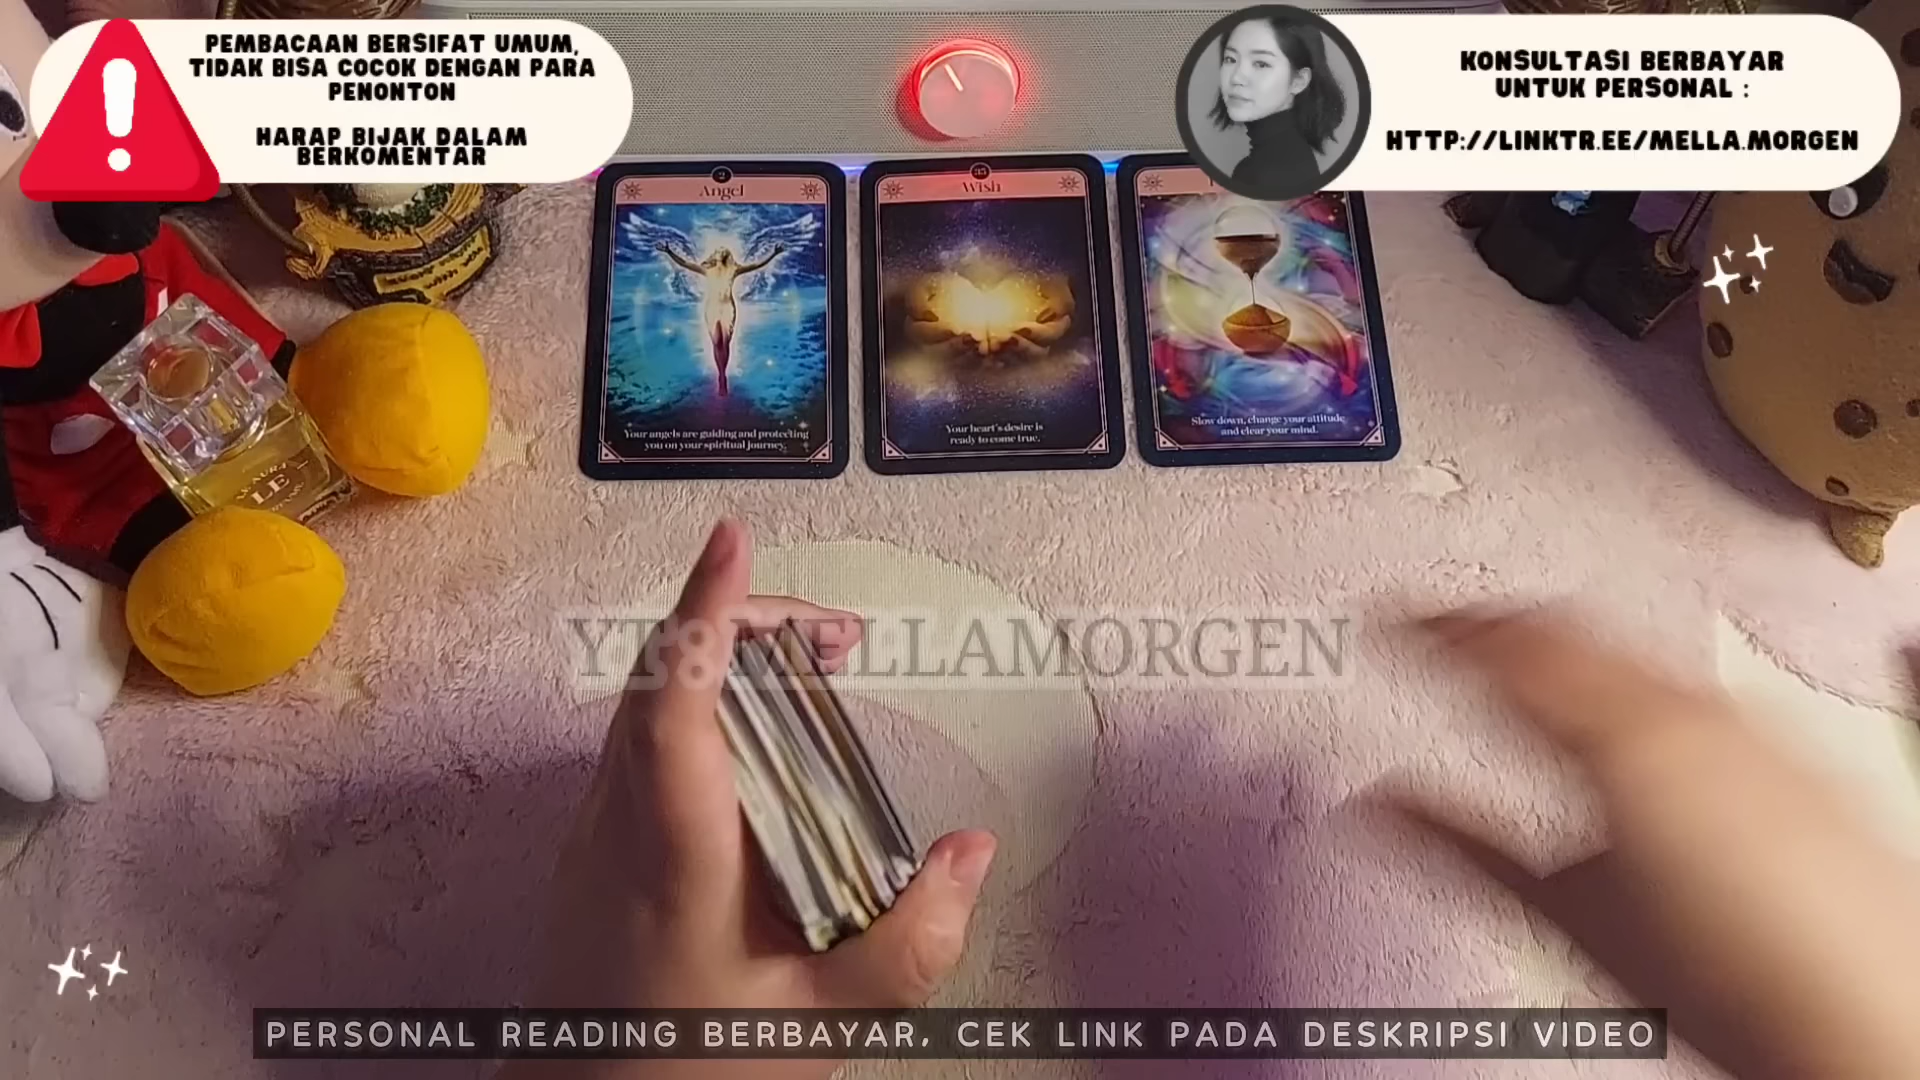 PEMBACAAN BERSIFAT UMUM,
TIDAK BISA COCOK DENGAN PARA
PENONTON
HARAP BIJAK DALAM
BERKOMENTAR
KONSULTASI BERBAYAR
UNTUK PERSONAL :
HTTP://LINKTR.EE/MELLA.MORGEN
2
Angel
Your angels are guiding and protecting
you on your spiritual journey.
35
Wish
Your heart's desire is
ready to come true.
Slow down, change your attitude
and clear your mind.
LE
YT: MELLAMORGEN
PERSONAL READING BERBAYAR, CEK LINK PADA DESKRIPSI VIDEO